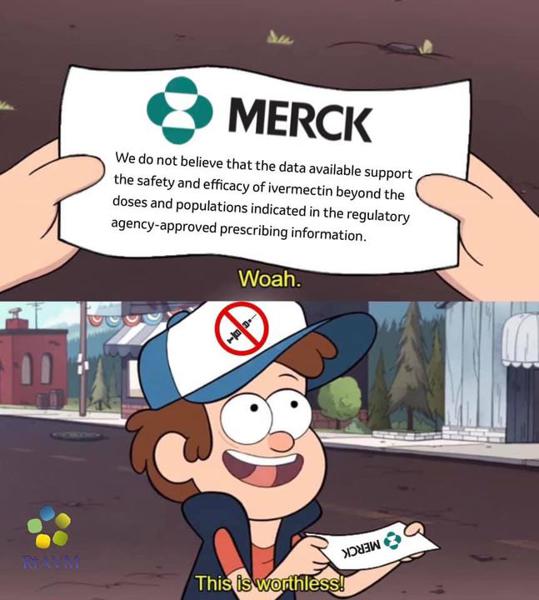 MERCK
We do not believe that the data available support
the safety and efficacy of ivermectin beyond the
doses and populations indicated in the regulatory
agency-approved prescribing information.
Woah.
MERCK
This is worthless!